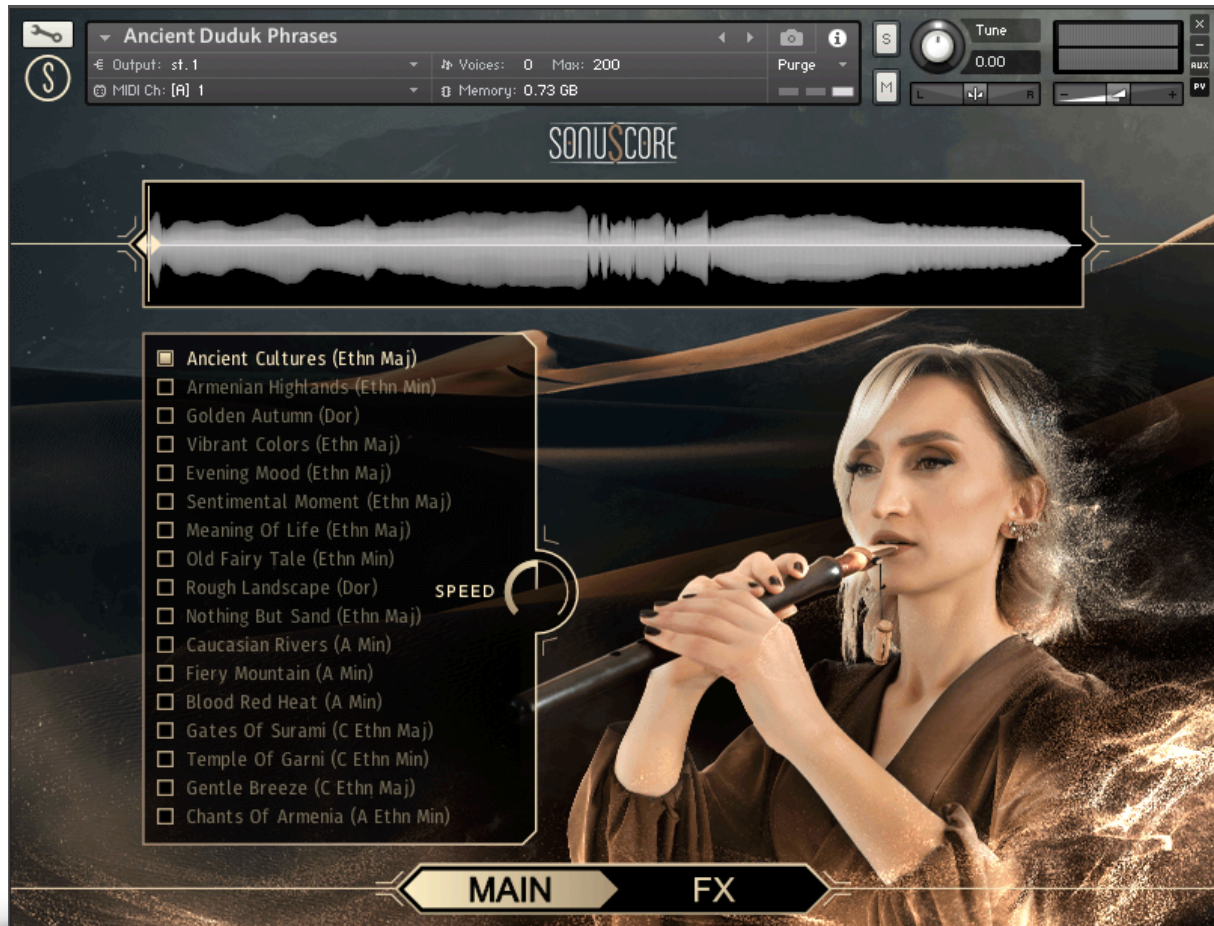 Ancient Duduk Phrases
Output: st.1
Voices: 0 Max: 200
Purge
MIDI Ch: [A] 1
Memory: 0.73 GB
S
M
Tune
0.00
L
R
-
+
×
-
AUX
PV
SONUSCORE
Ancient Cultures (Ethn Maj)
Armenian Highlands (Ethn Min)
Golden Autumn (Dor)
Vibrant Colors (Ethn Maj)
Evening Mood (Ethn Maj)
Sentimental Moment (Ethn Maj)
Meaning Of Life (Ethn Maj)
Old Fairy Tale (Ethn Min)
Rough Landscape (Dor)
Nothing But Sand (Ethn Maj)
Caucasian Rivers (A Min)
Fiery Mountain (A Min)
Blood Red Heat (A Min)
Gates Of Surami (C Ethn Maj)
Temple Of Garni (C Ethn Min)
Gentle Breeze (C Ethn Maj)
Chants Of Armenia (A Ethn Min)
SPEED
MAIN
FX